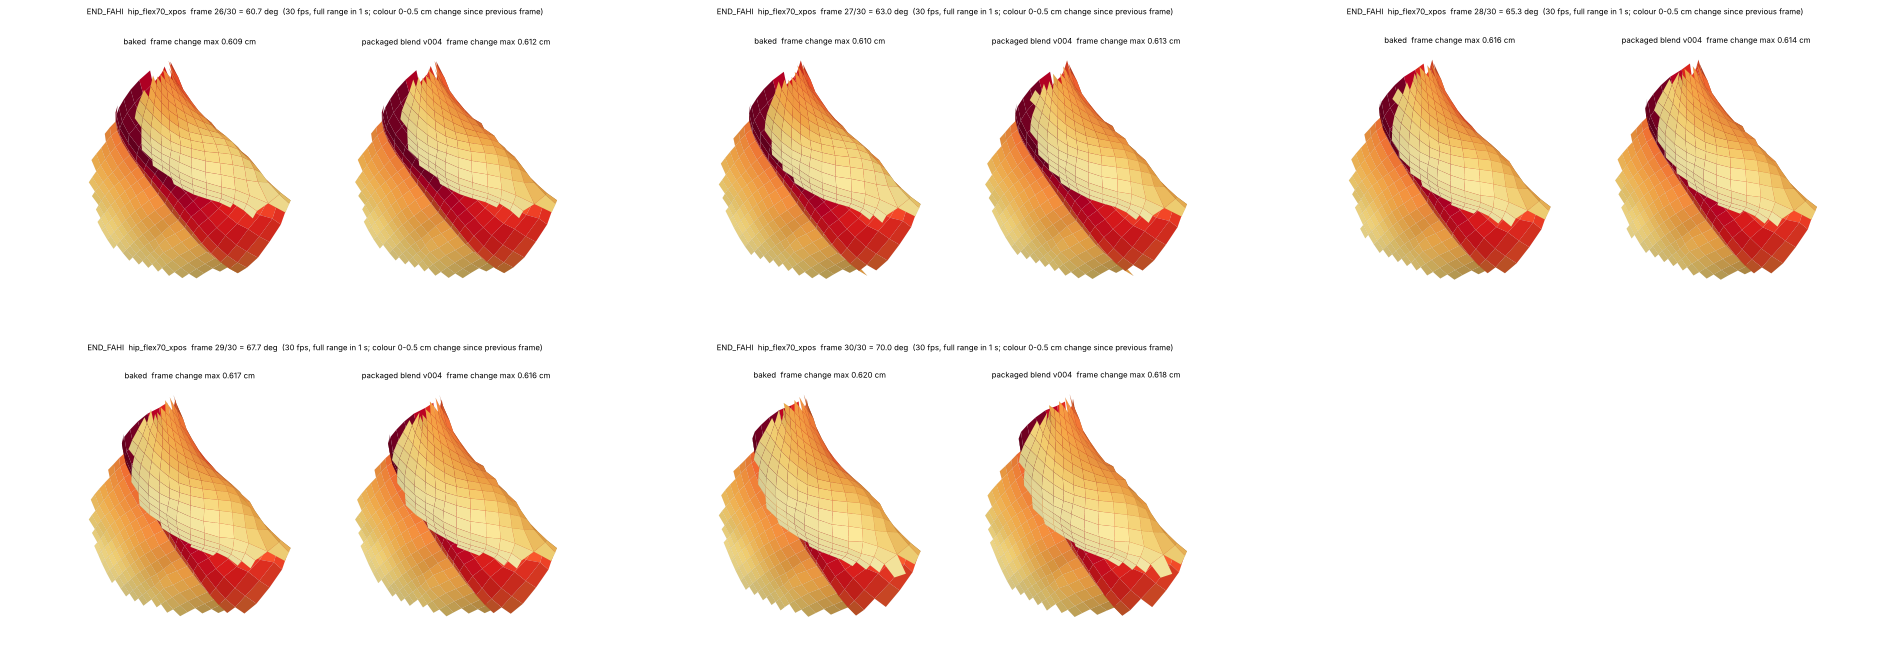 END_FAHI hip_flex70_xpos frame 26/30 = 60.7 deg (30 fps, full range in 1 s; colour 0-0.5 cm change since previous frame)
baked frame change max 0.609 cm
packaged blend v004 frame change max 0.612 cm
END_FAHI hip_flex70_xpos frame 27/30 = 63.0 deg (30 fps, full range in 1 s; colour 0-0.5 cm change since previous frame)
baked frame change max 0.610 cm
packaged blend v004 frame change max 0.613 cm
END_FAHI hip_flex70_xpos frame 28/30 = 65.3 deg (30 fps, full range in 1 s; colour 0-0.5 cm change since previous frame)
baked frame change max 0.616 cm
packaged blend v004 frame change max 0.614 cm
END_FAHI hip_flex70_xpos frame 29/30 = 67.7 deg (30 fps, full range in 1 s; colour 0-0.5 cm change since previous frame)
baked frame change max 0.617 cm
packaged blend v004 frame change max 0.616 cm
END_FAHI hip_flex70_xpos frame 30/30 = 70.0 deg (30 fps, full range in 1 s; colour 0-0.5 cm change since previous frame)
baked frame change max 0.620 cm
packaged blend v004 frame change max 0.618 cm